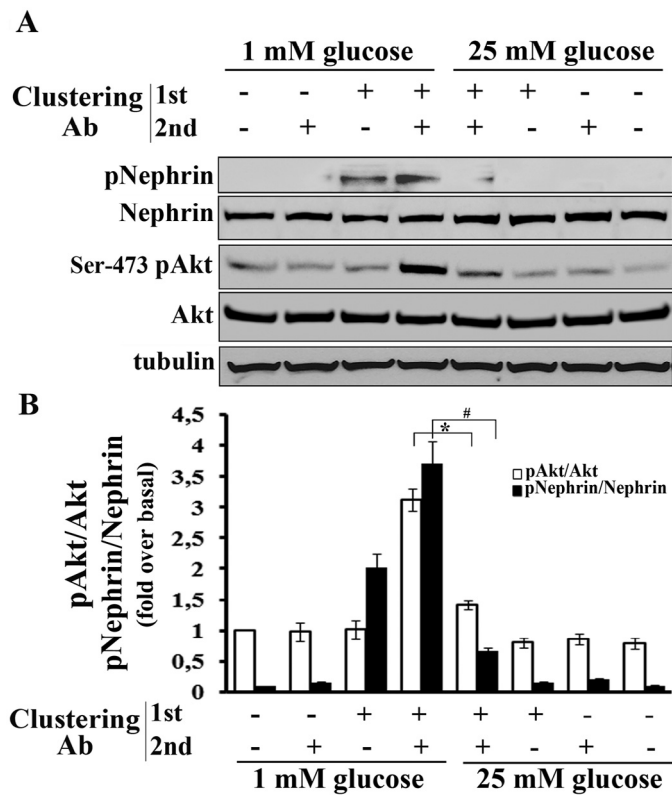 A
1 mM glucose 25 mM glucose
Clustering 1st - - + + + + - -
Ab 2nd - + - + + - + -
pNephrin
Nephrin
Ser-473 pAkt
Akt
tubulin
B
pAkt/Akt
pNephrin/Nephrin
(fold over basal)
4,5
4
3,5
3
2,5
2
1,5
1
0,5
0
* #
pAkt/Akt
pNephrin/Nephrin
Clustering 1st - - + + + + - -
Ab 2nd - + - + + - + -
1 mM glucose 25 mM glucose